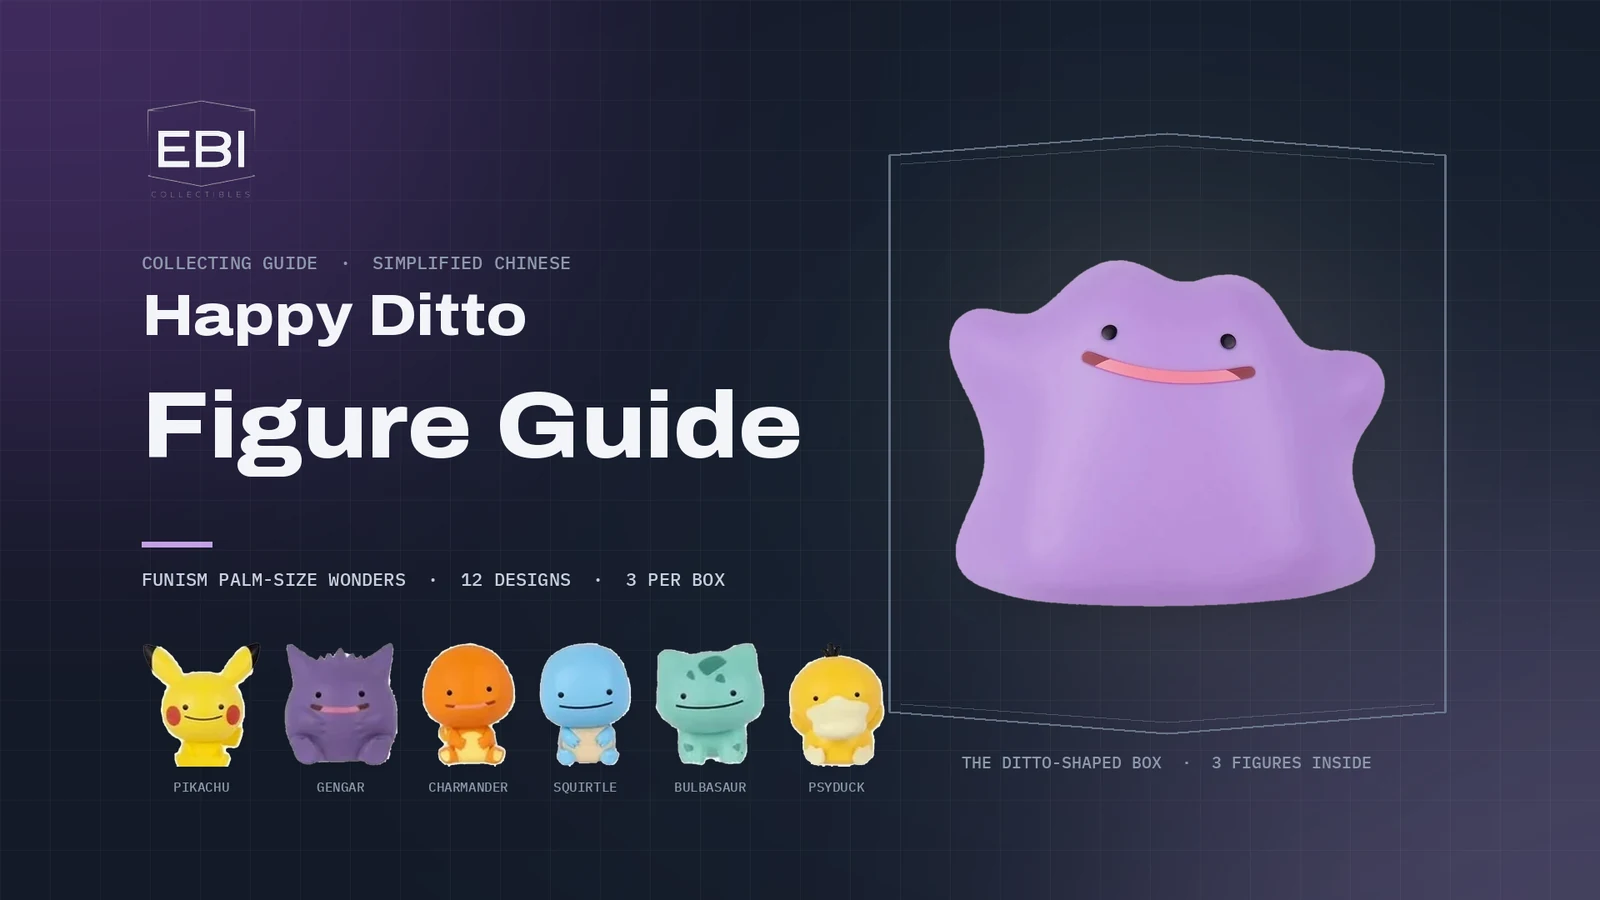 EBI
COLLECTIBLES
COLLECTING GUIDE · SIMPLIFIED CHINESE
Happy Ditto
Figure Guide
FUNISM PALM-SIZE WONDERS · 12 DESIGNS · 3 PER BOX
PIKACHU
GENGAR
CHARMANDER
SQUIRTLE
BULBASAUR
PSYDUCK
THE DITTO-SHAPED BOX · 3 FIGURES INSIDE